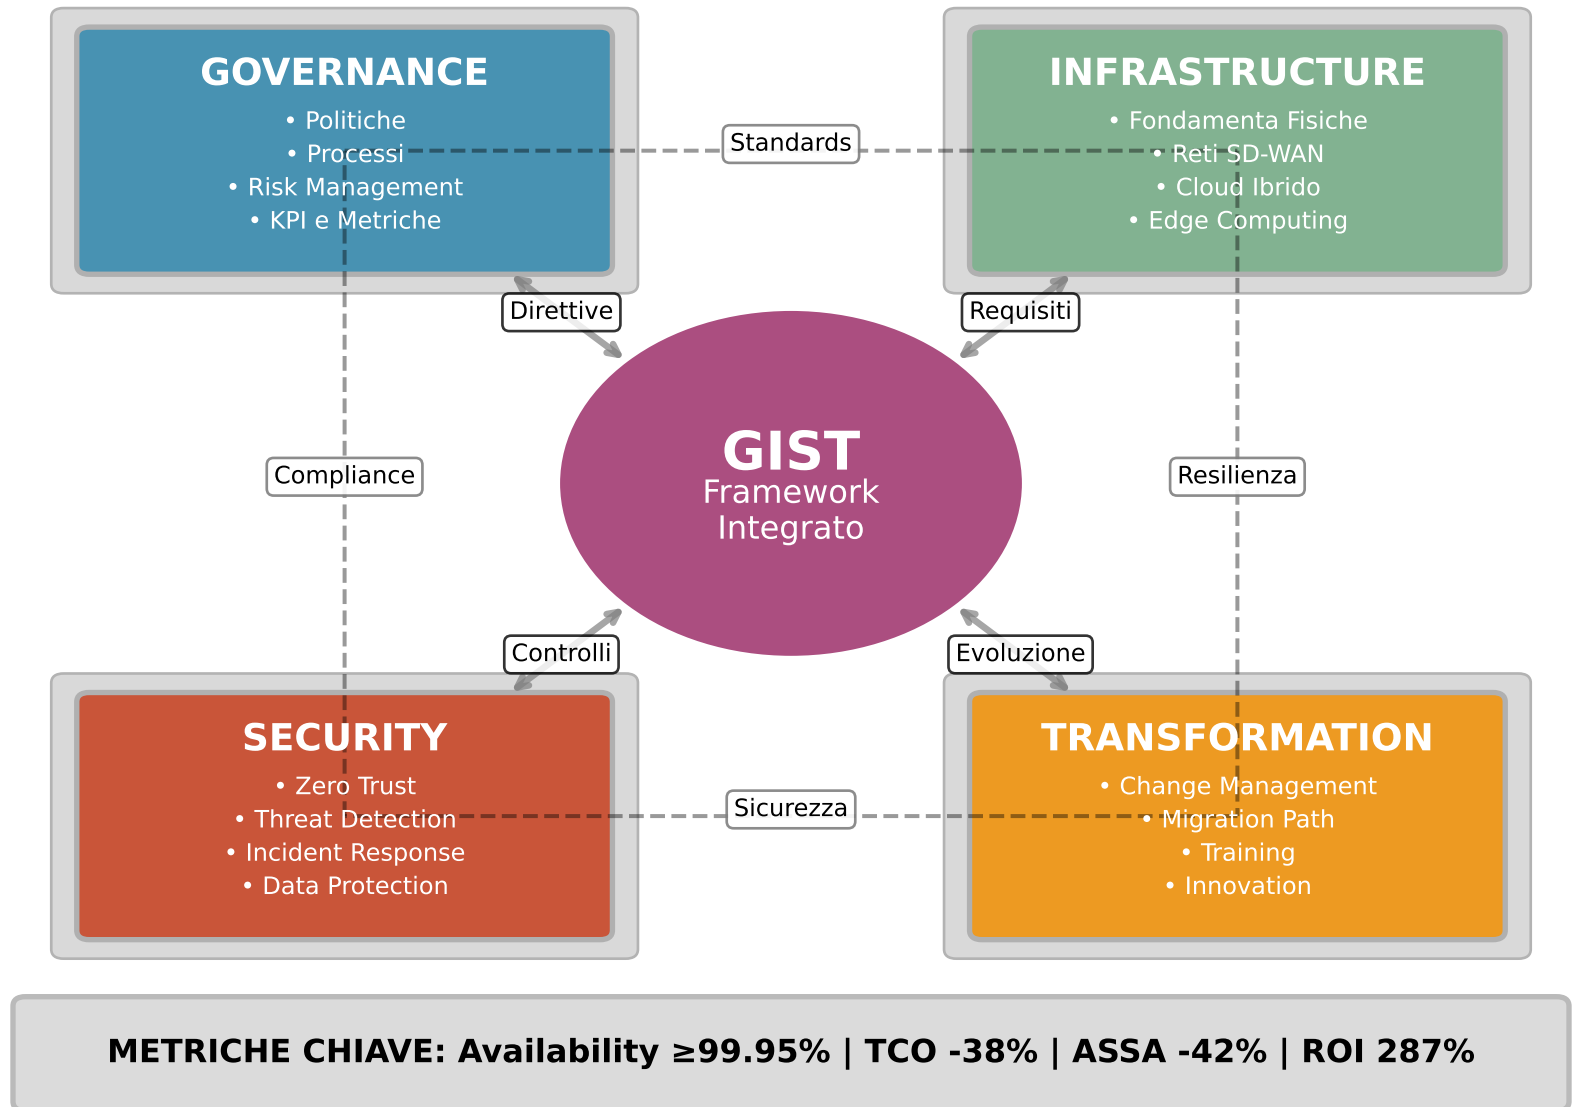 GOVERNANCE
• Politiche
• Processi
• Risk Management
• KPI e Metriche
Standards
INFRASTRUCTURE
• Fondamenta Fisiche
• Reti SD-WAN
• Cloud Ibrido
• Edge Computing
Direttive
Requisiti
Compliance
GIST
Framework
Integrato
Resilienza
Controlli
Evoluzione
SECURITY
• Zero Trust
• Threat Detection
• Incident Response
• Data Protection
Sicurezza
TRANSFORMATION
• Change Management
• Migration Path
• Training
• Innovation
METRICHE CHIAVE: Availability ≥99.95% | TCO -38% | ASSA -42% | ROI 287%